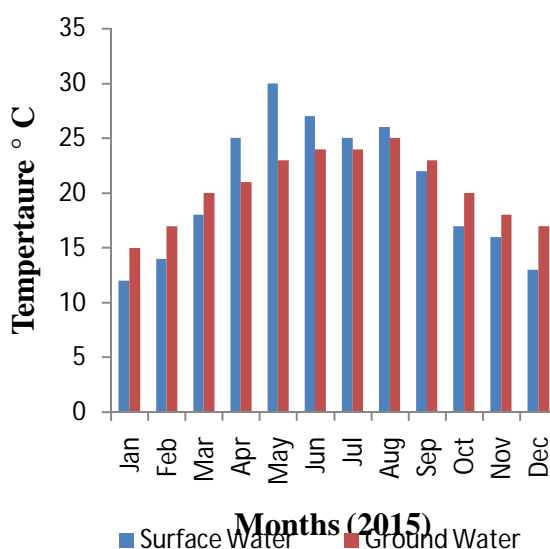 35
30
25
20
15
10
5
0
Tempertaure ° C
Jan Feb Mar Apr May Jun Jul Aug Sep Oct Nov Dec
Months (2015)
Surface Water Ground Water